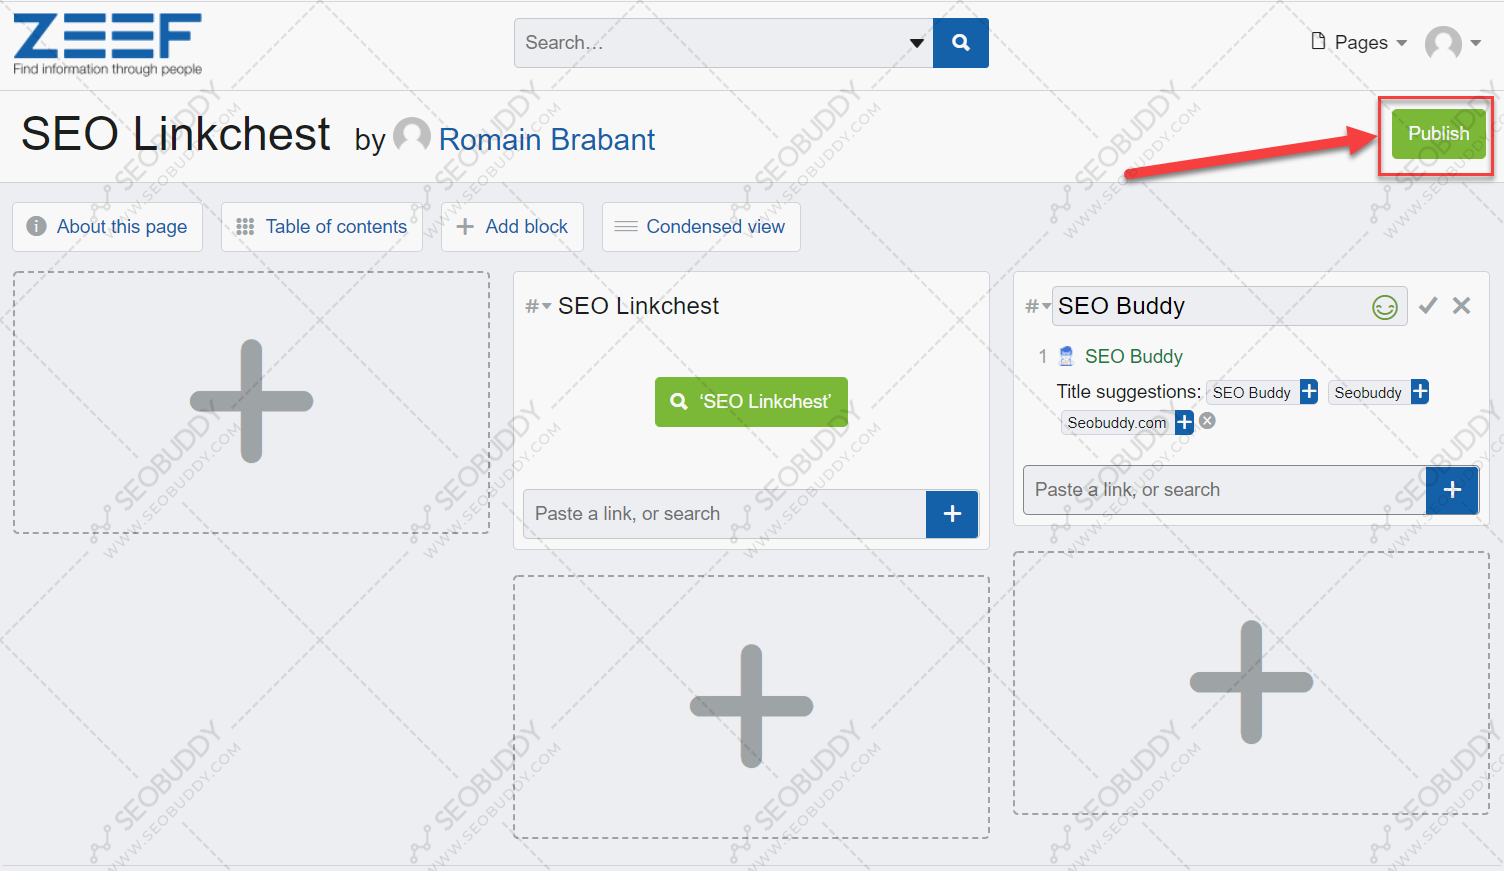 ZEEF
Find information through people
Search...
Pages
SEO Linkchest by Romain Brabant
Publish
About this page
Table of contents
Add block
Condensed view
# SEO Linkchest
'SEO Linkchest'
Paste a link, or search
# SEO Buddy
1 SEO Buddy
Title suggestions: SEO Buddy Seobuddy
Seobuddy.com
Paste a link, or search
SEOBUDDY
WWW.SEOBUDDY.COM